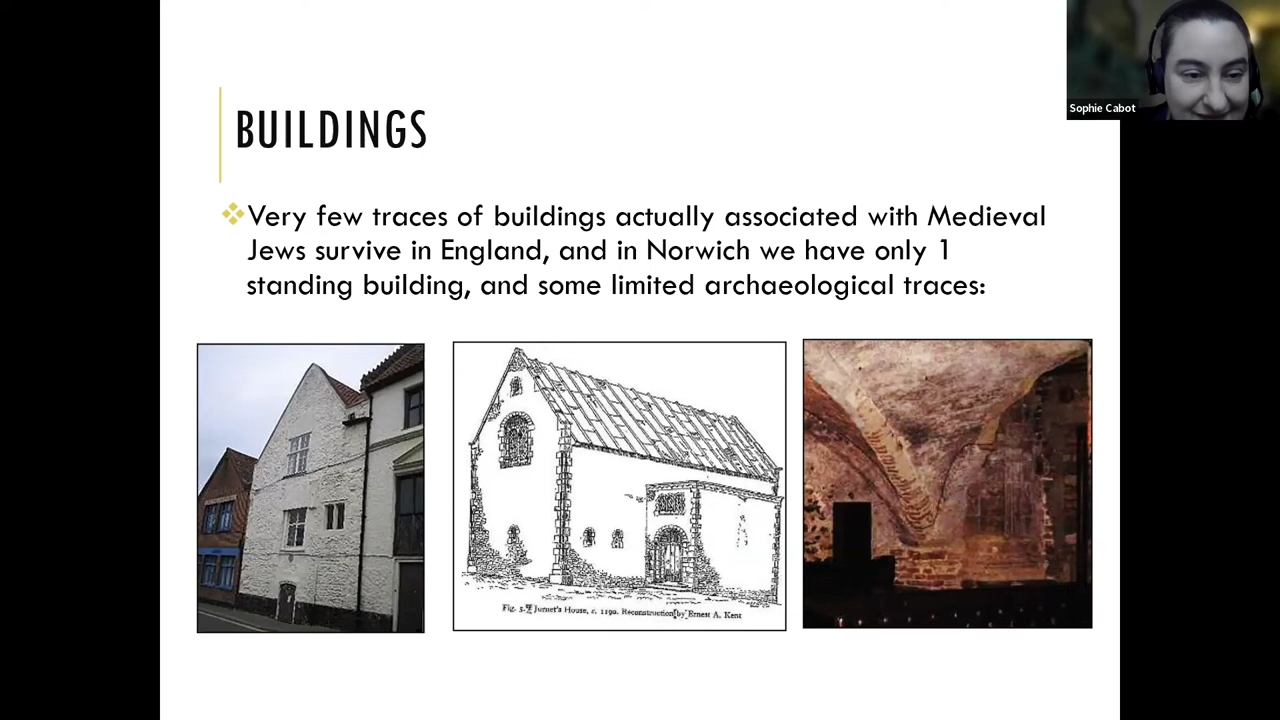 Sophie Cabot
BUILDINGS
Very few traces of buildings actually associated with Medieval
Jews survive in England, and in Norwich we have only 1
standing building, and some limited archaeological traces:
Fig. 5. Jurnet's House, c. 1190. Reconstruction by Ernest A. Kent